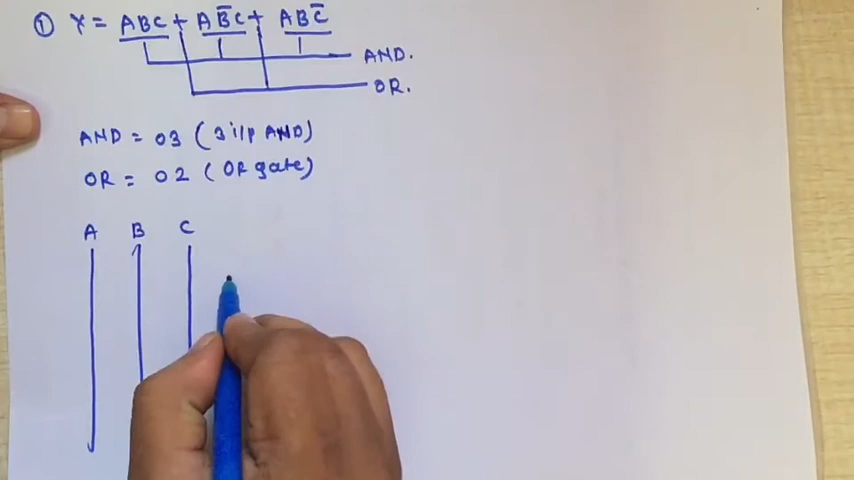 ① Y = ABC + AB̅C + ABC̅
AND.
OR.
AND = 03 (3 i/p AND)
OR = 02 (OR gate)
A B C